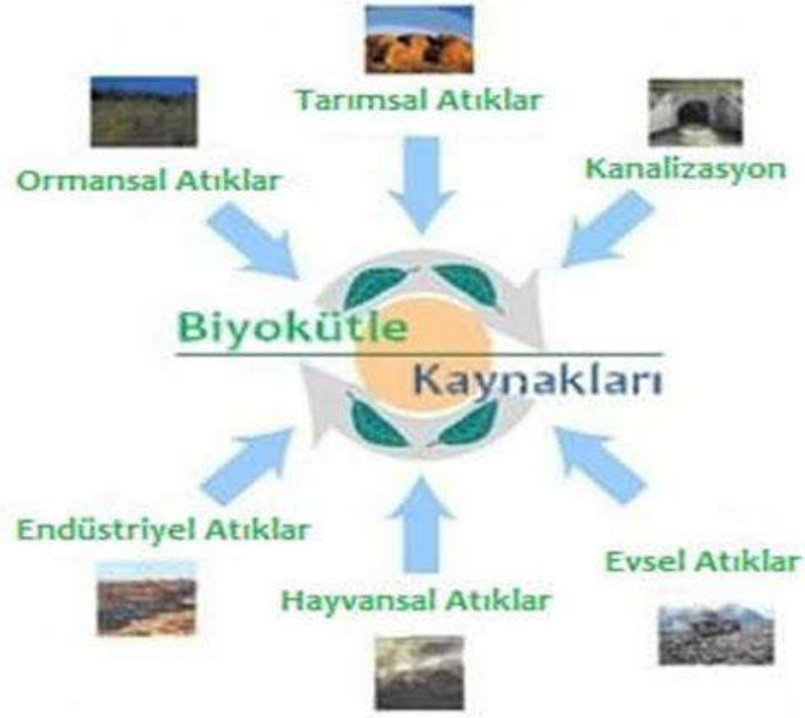 Tarımsal Atıklar
Ormansal Atıklar
Kanalizasyon
Biyokütle
Kaynakları
Endüstriyel Atıklar
Hayvansal Atıklar
Evsel Atıklar